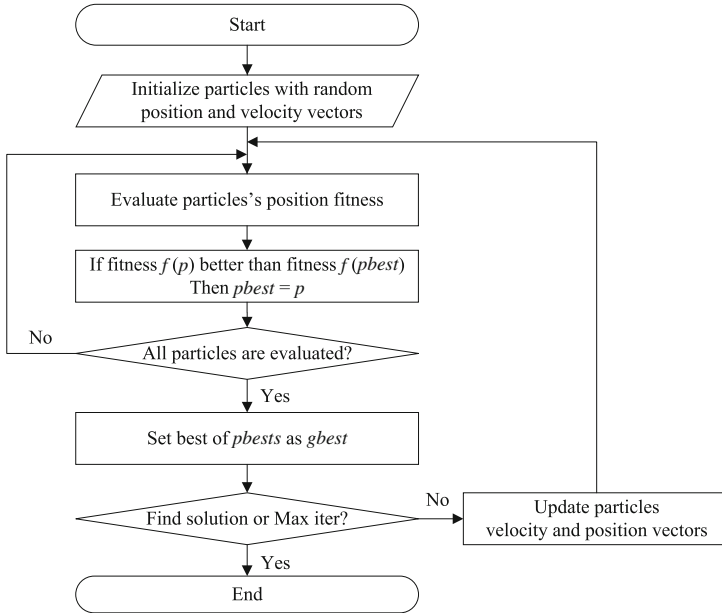 Start
Initialize particles with random
position and velocity vectors
Evaluate particles's position fitness
If fitness f (p) better than fitness f (pbest)
Then pbest = p
No
All particles are evaluated?
Yes
Set best of pbests as gbest
Find solution or Max iter?
No
Update particles
velocity and position vectors
Yes
End